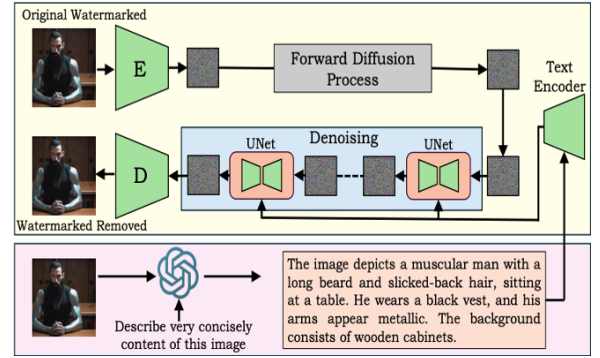 Original Watermarked
E
Forward Diffusion
Process
Text
Encoder
Denoising
UNet
UNet
D
Watermarked Removed
The image depicts a muscular man with a
long beard and slicked-back hair, sitting
at a table. He wears a black vest, and his
arms appear metallic. The background
consists of wooden cabinets.
Describe very concisely
content of this image